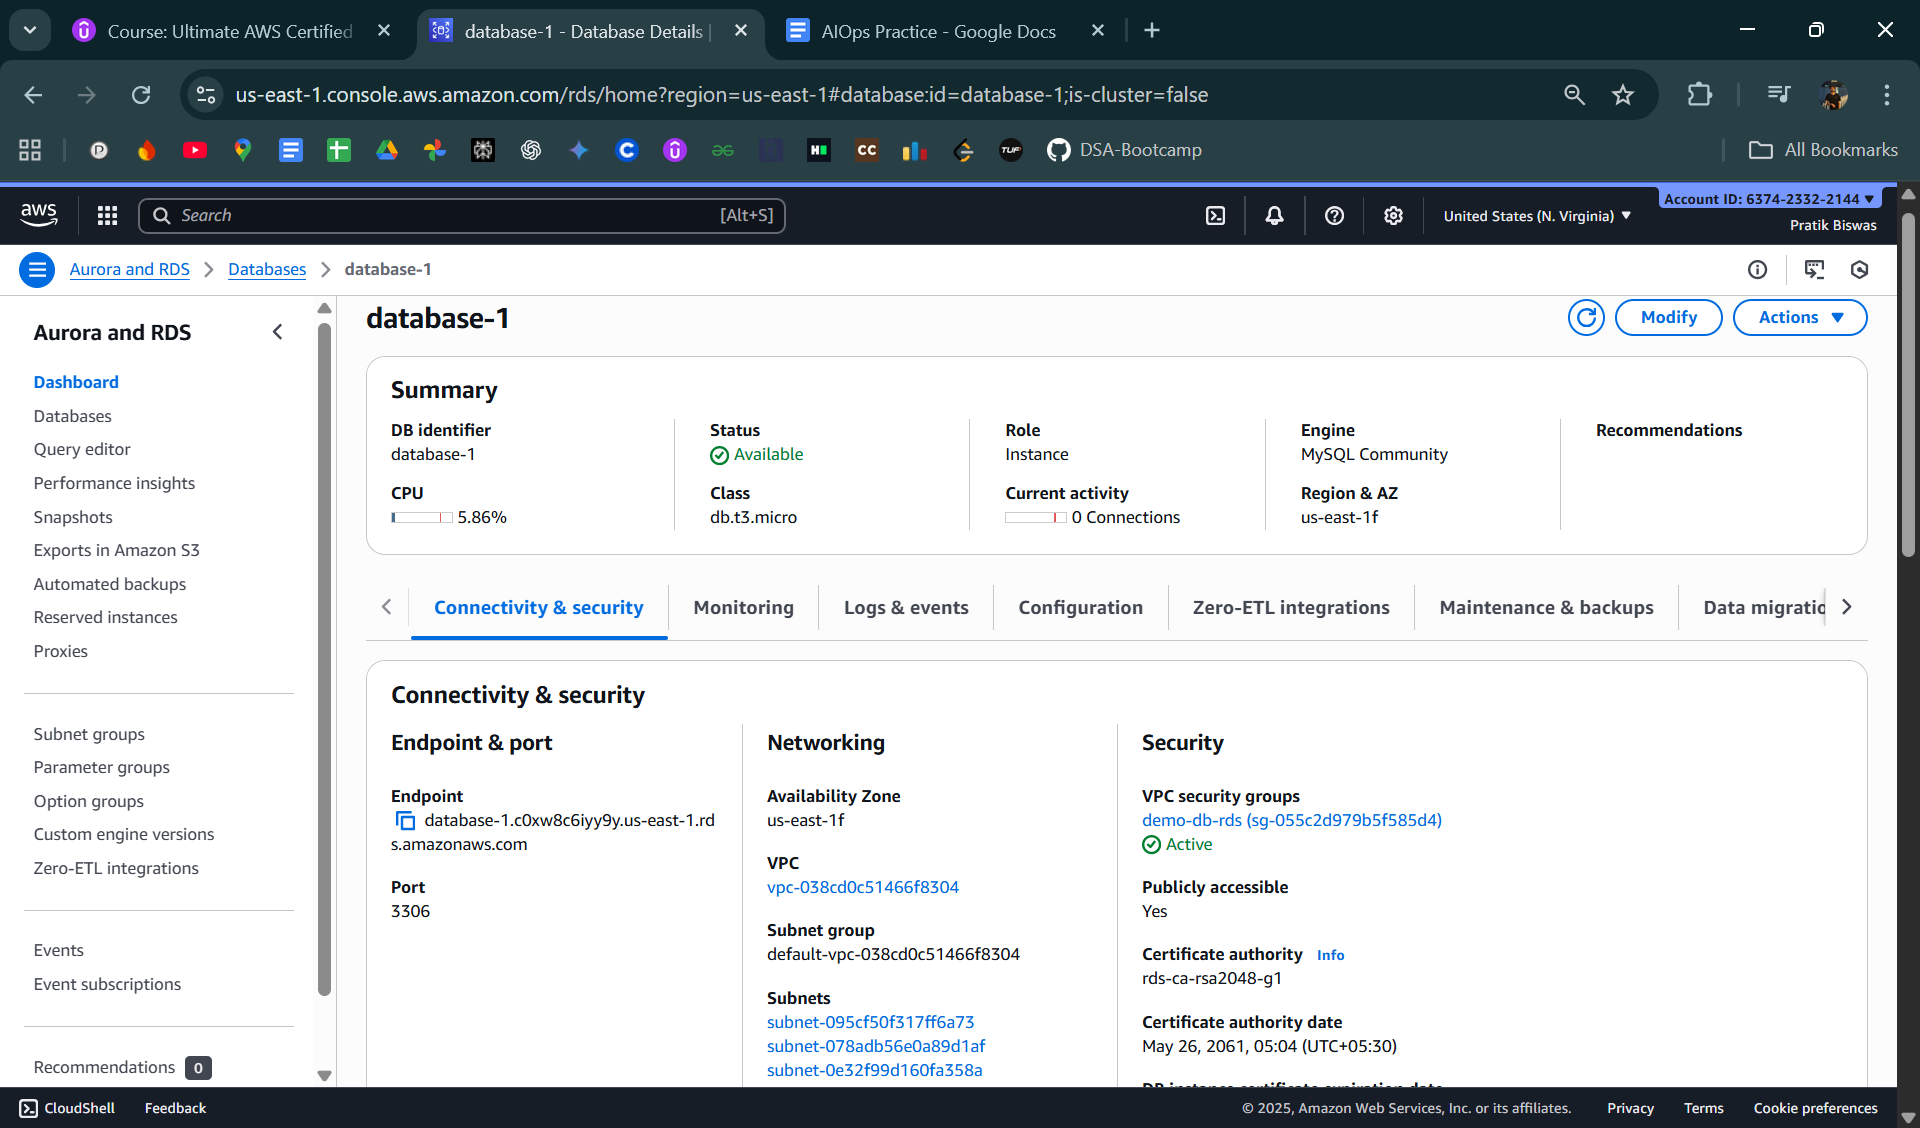 Course: Ultimate AWS Certified
database-1 - Database Details |
AIOps Practice - Google Docs
us-east-1.console.aws.amazon.com/rds/home?region=us-east-1#database:id=database-1;is-cluster=false
CC
TUF
DSA-Bootcamp
All Bookmarks
aws
Search
[Alt+S]
United States (N. Virginia)
Account ID: 6374-2332-2144
Pratik Biswas
Aurora and RDS
Databases
database-1
Aurora and RDS
Dashboard
Databases
Query editor
Performance insights
Snapshots
Exports in Amazon S3
Automated backups
Reserved instances
Proxies
Subnet groups
Parameter groups
Option groups
Custom engine versions
Zero-ETL integrations
Events
Event subscriptions
Recommendations 0
database-1
Modify
Actions
Summary
DB identifier
database-1
CPU
5.86%
Status
Available
Class
db.t3.micro
Role
Instance
Current activity
0 Connections
Engine
MySQL Community
Region & AZ
us-east-1f
Recommendations
Connectivity & security
Monitoring
Logs & events
Configuration
Zero-ETL integrations
Maintenance & backups
Data migratio
Connectivity & security
Endpoint & port
Endpoint
database-1.c0xw8c6iyy9y.us-east-1.rd
s.amazonaws.com
Port
3306
Networking
Availability Zone
us-east-1f
VPC
vpc-038cd0c51466f8304
Subnet group
default-vpc-038cd0c51466f8304
Subnets
subnet-095cf50f317ff6a73
subnet-078adb56e0a89d1af
subnet-0e32f99d160fa358a
Security
VPC security groups
demo-db-rds (sg-055c2d979b5f585d4)
Active
Publicly accessible
Yes
Certificate authority Info
rds-ca-rsa2048-g1
Certificate authority date
May 26, 2061, 05:04 (UTC+05:30)
DB instance certificate expiration date
CloudShell
Feedback
© 2025, Amazon Web Services, Inc. or its affiliates.
Privacy
Terms
Cookie preferences